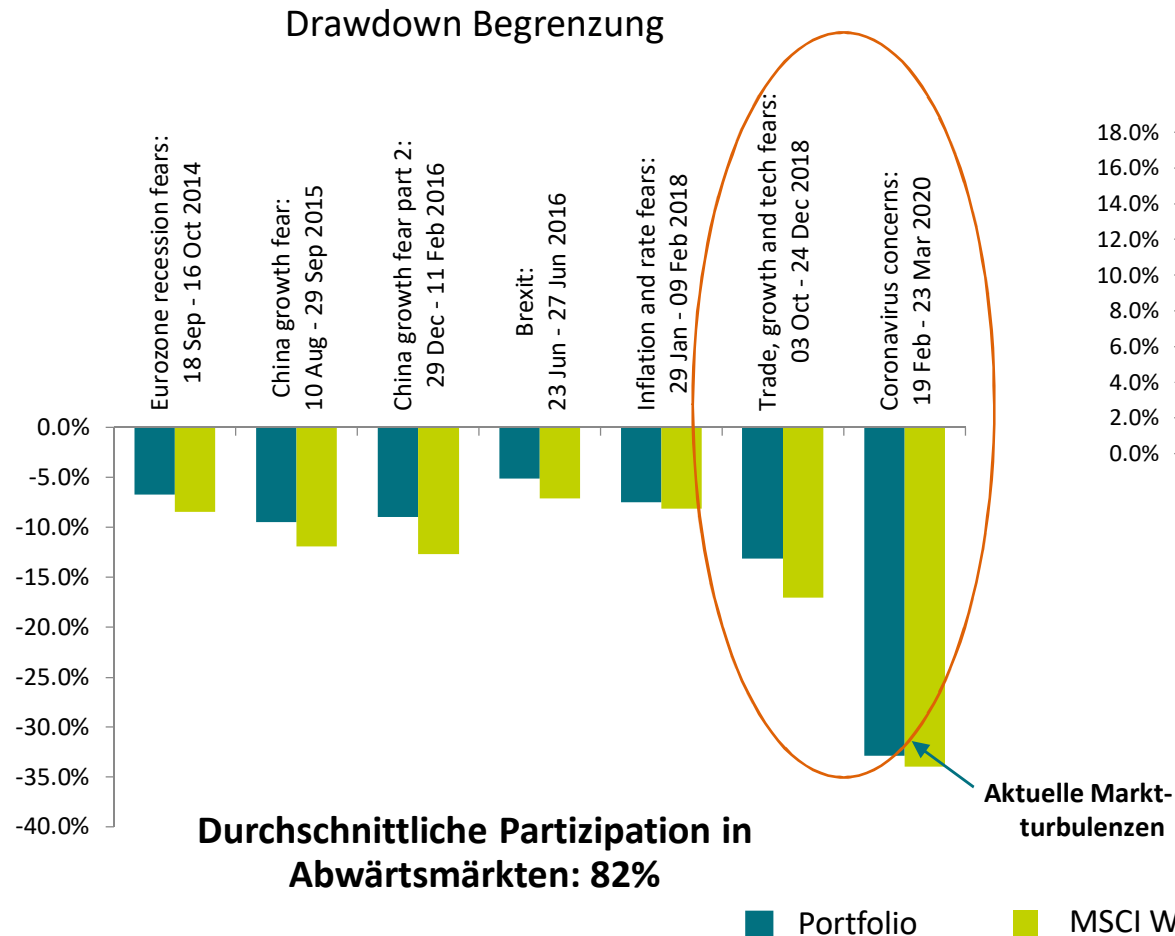 Drawdown Begrenzung
Eurozone recession fears:
18 Sep - 16 Oct 2014
China growth fear:
10 Aug - 29 Sep 2015
China growth fear part 2:
29 Dec - 11 Feb 2016
Brexit:
23 Jun - 27 Jun 2016
Inflation and rate fears:
29 Jan - 09 Feb 2018
Trade, growth and tech fears:
03 Oct - 24 Dec 2018
Coronavirus concerns:
19 Feb - 23 Mar 2020
0.0%
-5.0%
-10.0%
-15.0%
-20.0%
-25.0%
-30.0%
-35.0%
-40.0%
18.0%
16.0%
14.0%
12.0%
10.0%
8.0%
6.0%
4.0%
2.0%
0.0%
Aktuelle Markt-
turbulenzen
Durchschnittliche Partizipation in
Abwärtsmärkten: 82%
Portfolio
MSCI W